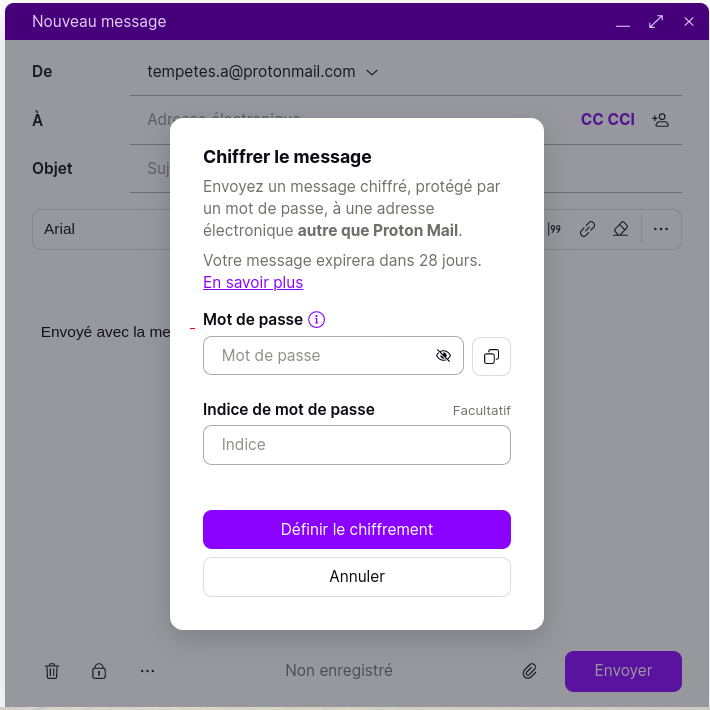 Nouveau message
De tempetes.a@protonmail.com
À Adresse électronique CC CCI
Objet Suj
Arial
Chiffrer le message
Envoyez un message chiffré, protégé par
un mot de passe, à une adresse
électronique autre que Proton Mail.
Votre message expirera dans 28 jours.
En savoir plus
Envoyé avec la me
Mot de passe
Mot de passe
Indice de mot de passe Facultatif
Indice
Définir le chiffrement
Annuler
Non enregistré Envoyer